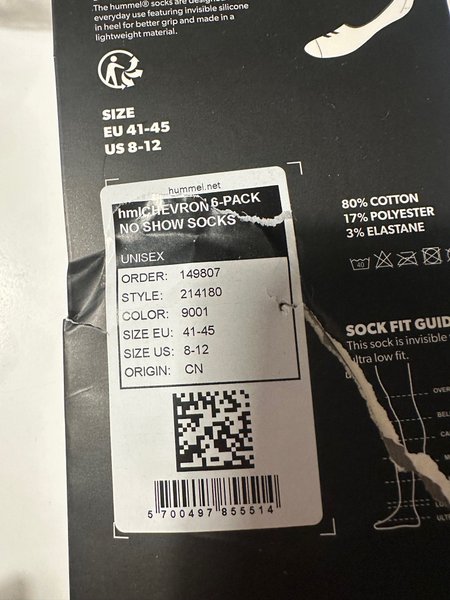 The hummel® socks are designed
everyday use featuring invisible silicone
in heel for better grip and made in a
lightweight material.
SIZE
EU 41-45
US 8-12
hummel.net
hmlCHEVRON 6-PACK
NO SHOW SOCKS
UNISEX
ORDER: 149807
STYLE: 214180
COLOR: 9001
SIZE EU: 41-45
SIZE US: 8-12
ORIGIN: CN
5 700497 855514
80% COTTON
17% POLYESTER
3% ELASTANE
40
SOCK FIT GUID
This sock is invisible
ultra low fit.
OVER
CA